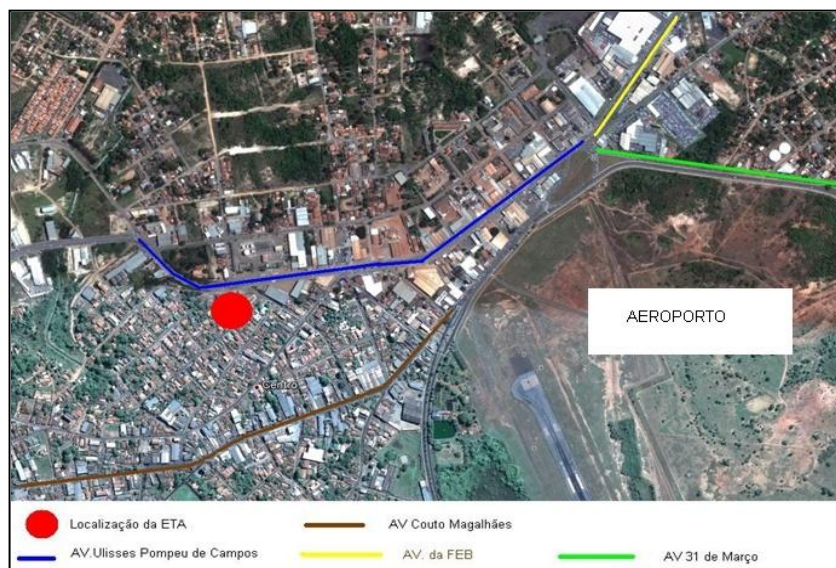 AEROPORTO
Centro
Localização da ETA
AV Couto Magalhães
AV.Ulisses Pompeu de Campos
AV. da FEB
AV 31 de Março